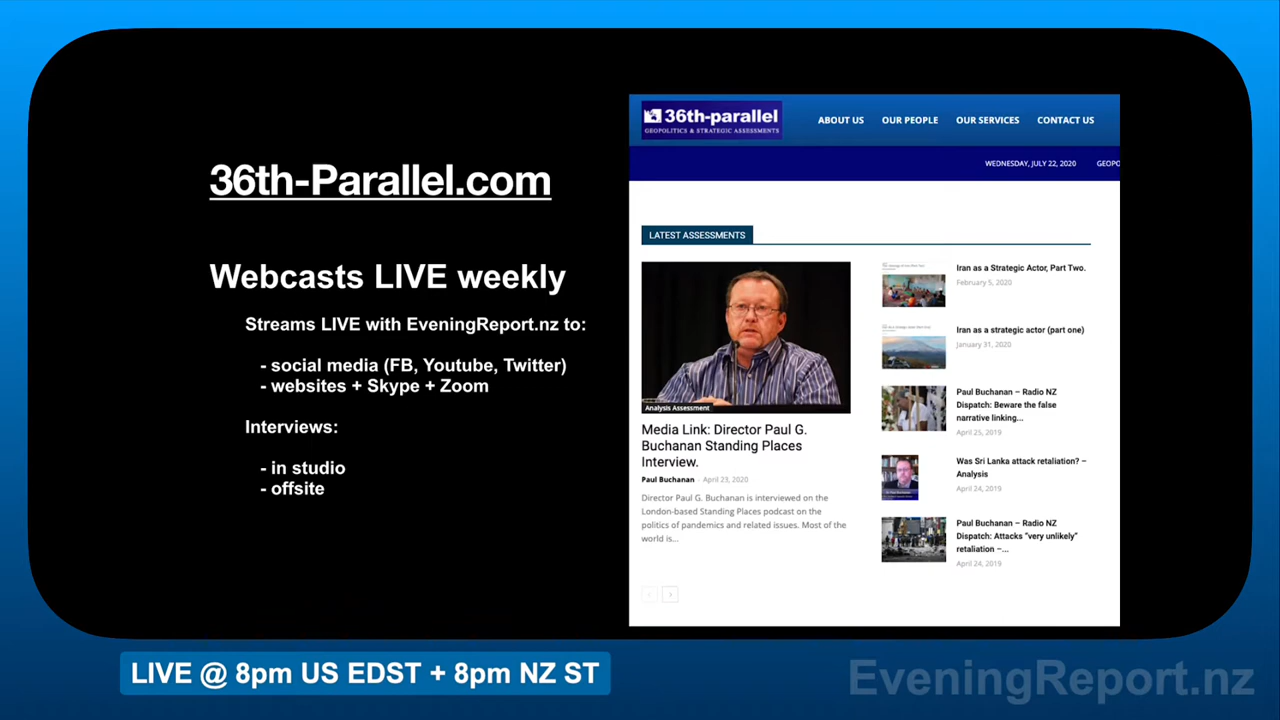 36th-Parallel.com
Webcasts LIVE weekly
Streams LIVE with EveningReport.nz to:
- social media (FB, Youtube, Twitter)
- websites + Skype + Zoom
Interviews:
- in studio
- offsite
36th-parallel
GEOPOLITICS & STRATEGIC ASSESSMENTS
ABOUT US
OUR PEOPLE
OUR SERVICES
CONTACT US
WEDNESDAY, JULY 22, 2020
GEOPO
LATEST ASSESSMENTS
Analysis Assessment
Media Link: Director Paul G.
Buchanan Standing Places
Interview.
Paul Buchanan - April 23, 2020
Director Paul G. Buchanan is interviewed on the
London-based Standing Places podcast on the
politics of pandemics and related issues. Most of the
world is...
Iran as a Strategic Actor, Part Two.
February 5, 2020
Iran as a strategic actor (part one)
January 31, 2020
Paul Buchanan – Radio NZ
Dispatch: Beware the false
narrative linking...
April 25, 2019
Was Sri Lanka attack retaliation? –
Analysis
April 24, 2019
Paul Buchanan – Radio NZ
Dispatch: Attacks “very unlikely”
retaliation –...
April 24, 2019
LIVE @ 8pm US EDST + 8pm NZ ST
EveningReport.nz